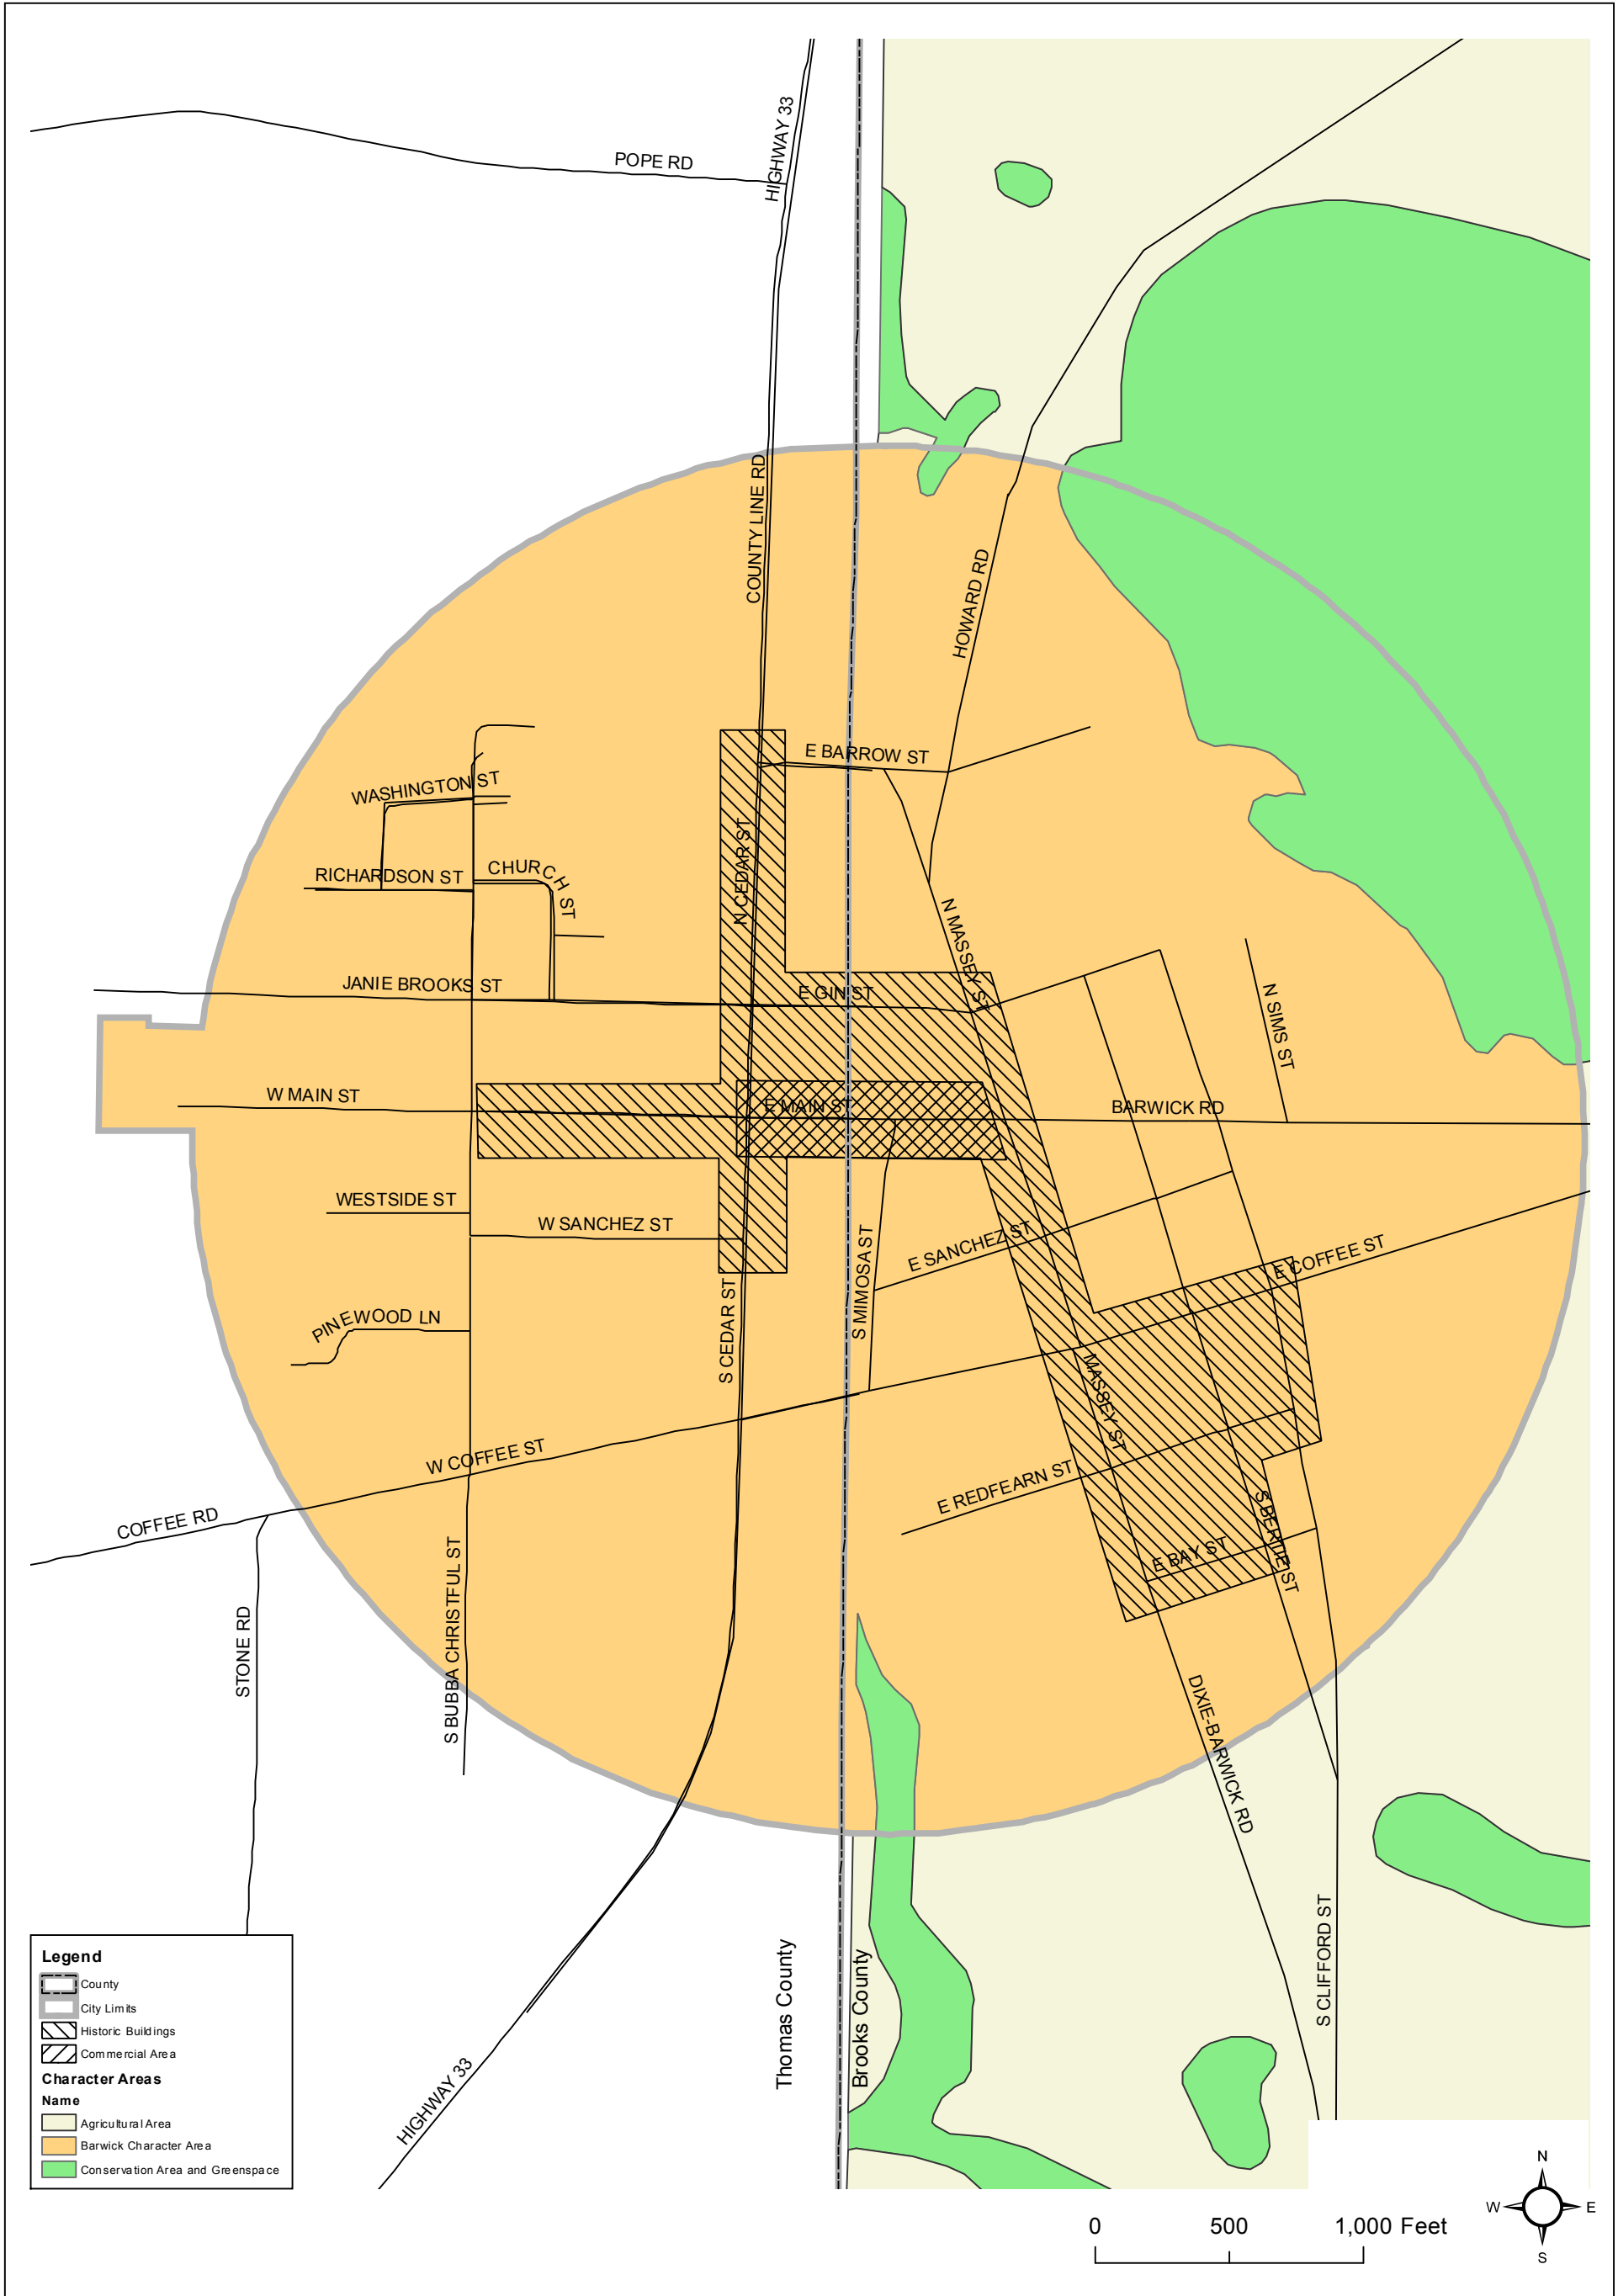 POPE RD
HIGHWAY 33
COUNTY LINE RD
HOWARD RD
E BARROW ST
WASHINGTON ST
N CEDAR ST
RICHARDSON ST
CHURCH ST
N MASSEY ST
JANIE BROOKS ST
E GIN ST
N SIMS ST
W MAIN ST
E MAIN ST
BARWICK RD
WESTSIDE ST
W SANCHEZ ST
E SANCHEZ ST
S MIMOSA ST
E COFFEE ST
PINEWOOD LN
S CEDAR ST
MASSEY ST
W COFFEE ST
E REDFEARN ST
COFFEE RD
S BERTIE ST
E BAY ST
STONE RD
S BUBBA CHRISTFUL ST
DIXIE-BARWICK RD
S CLIFFORD ST
Thomas County
Brooks County
HIGHWAY 33
Legend
County
City Limits
Historic Buildings
Commercial Area
Character Areas
Name
Agricultural Area
Barwick Character Area
Conservation Area and Greenspace
0 500 1,000 Feet
N
W E
S